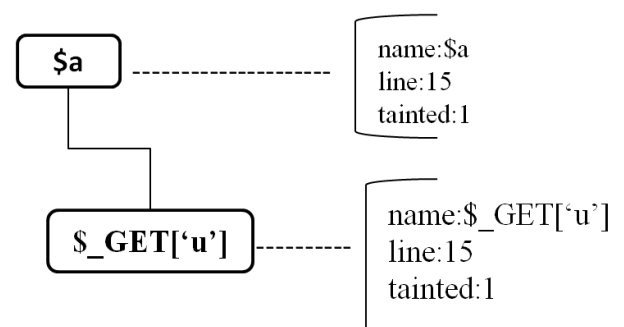 $a
name:$a
line:15
tainted:1
$_GET[‘u’]
name:$_GET[‘u’]
line:15
tainted:1